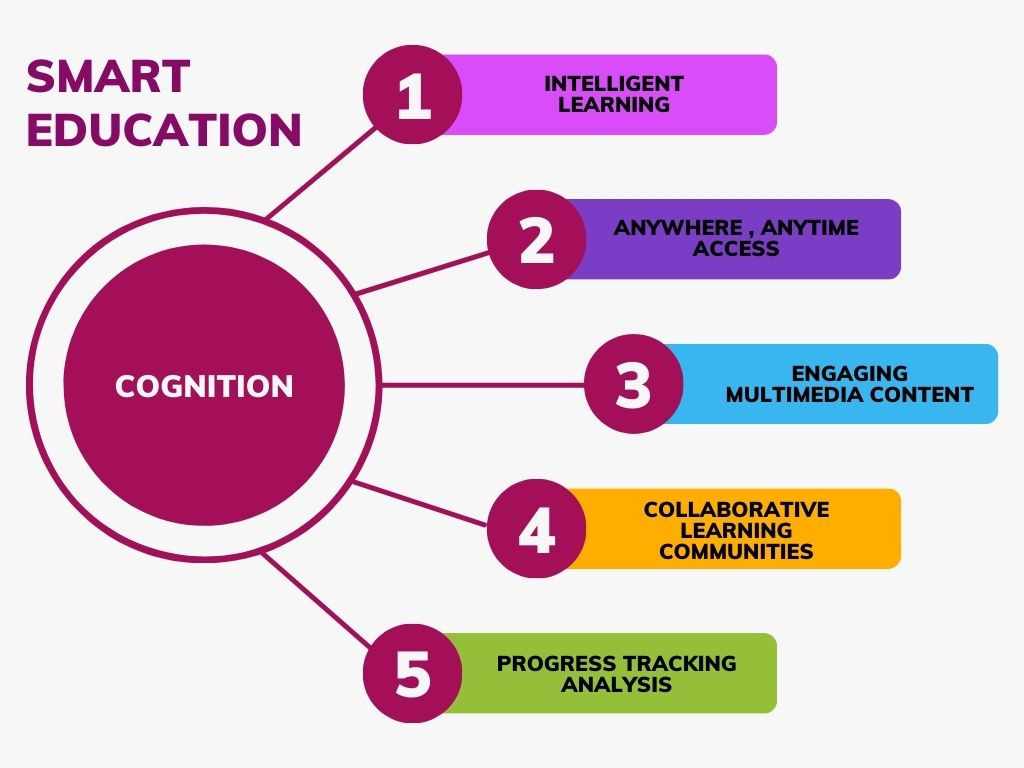 SMART
EDUCATION
1
INTELLIGENT
LEARNING
2
ANYWHERE , ANYTIME
ACCESS
COGNITION
3
ENGAGING
MULTIMEDIA CONTENT
4
COLLABORATIVE
LEARNING
COMMUNITIES
5
PROGRESS TRACKING
ANALYSIS